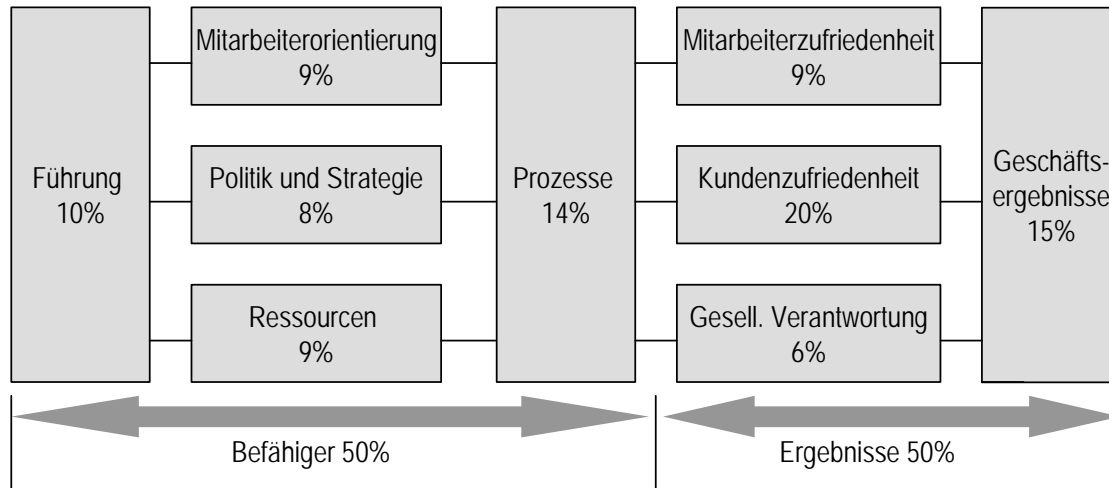 Führung
10%
Mitarbeiterorientierung
9%
Politik und Strategie
8%
Ressourcen
9%
Prozesse
14%
Mitarbeiterzufriedenheit
9%
Kundenzufriedenheit
20%
Gesell. Verantwortung
6%
Geschäfts-
ergebnisse
15%
Befähiger 50%
Ergebnisse 50%